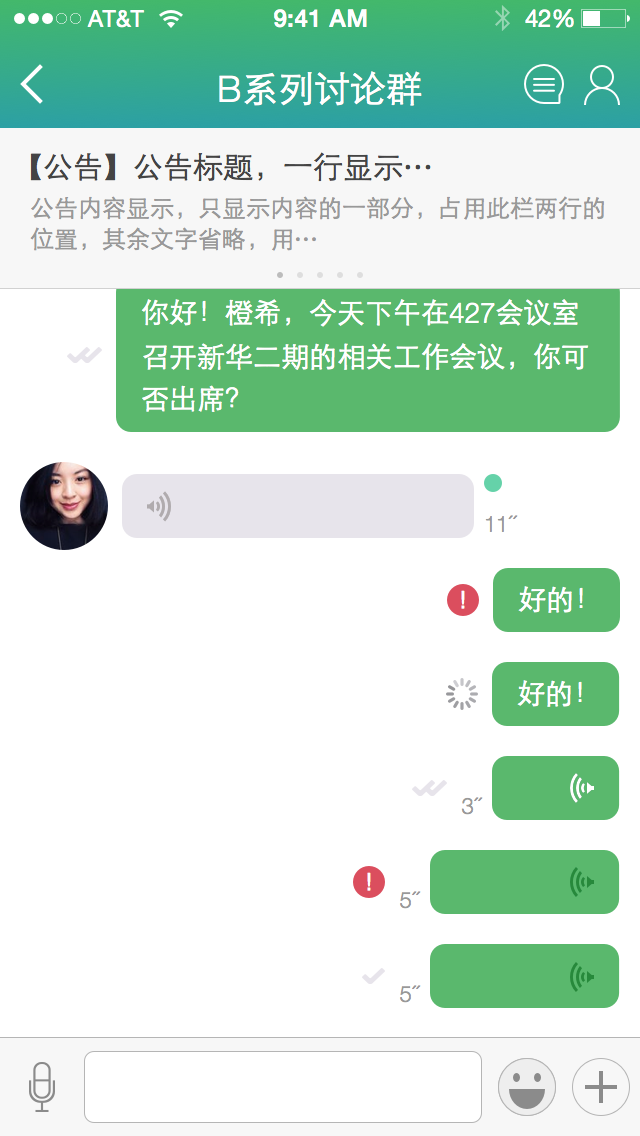 AT&T 9:41 AM 42%
B系列讨论群
【公告】公告标题，一行显示…
公告内容显示，只显示内容的一部分，占用此栏两行的
位置，其余文字省略，用…
你好！橙希，今天下午在427会议室
召开新华二期的相关工作会议，你可
否出席？
11″
好的！
好的！
3″
5″
5″